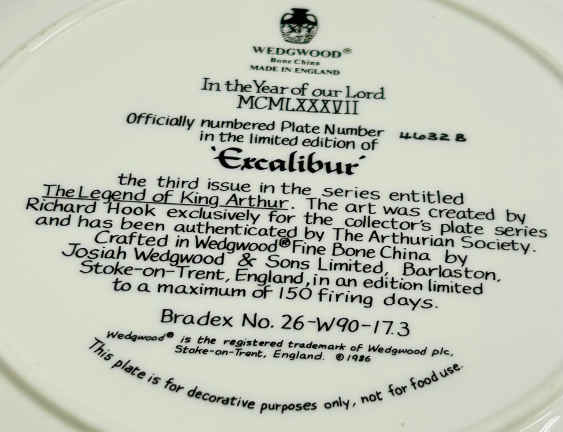 WEDGWOOD®
Bone China
MADE IN ENGLAND
In the Year of our Lord
MCMLXXXVII
Officially numbered Plate Number 4632 B
in the limited edition of
'Excalibur'
the third issue in the series entitled
The Legend of King Arthur. The art was created by
Richard Hook exclusively for the collector's plate series
and has been authenticated by The Arthurian Society.
Crafted in Wedgwood® Fine Bone China by
Josiah Wedgwood & Sons Limited, Barlaston,
Stoke-on-Trent, England, in an edition limited
to a maximum of 150 firing days.
Bradex No. 26-W90-17.3
Wedgwood® is the registered trademark of Wedgwood plc,
Stoke-on-Trent, England. © 1986
This plate is for decorative purposes only, not for food use.